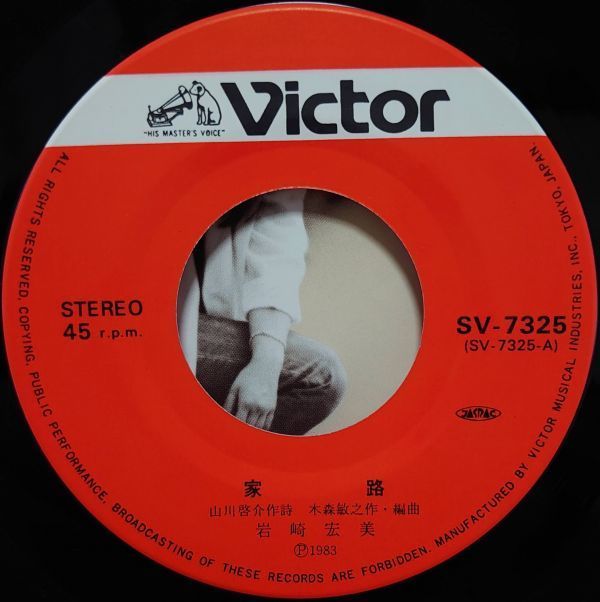 "HIS MASTER'S VOICE"
Victor
STEREO
45 r.p.m.
SV-7325
(SV-7325-A)
JASRAC
家路
山川啓介作詩 木森敏之作・編曲
岩崎宏美
Ⓟ1983
ALL RIGHTS RESERVED, COPYING, PUBLIC PERFORMANCE, BROADCASTING OF THESE RECORDS ARE FORBIDDEN. MANUFACTURED BY VICTOR MUSICAL INDUSTRIES, INC., TOKYO, JAPAN.